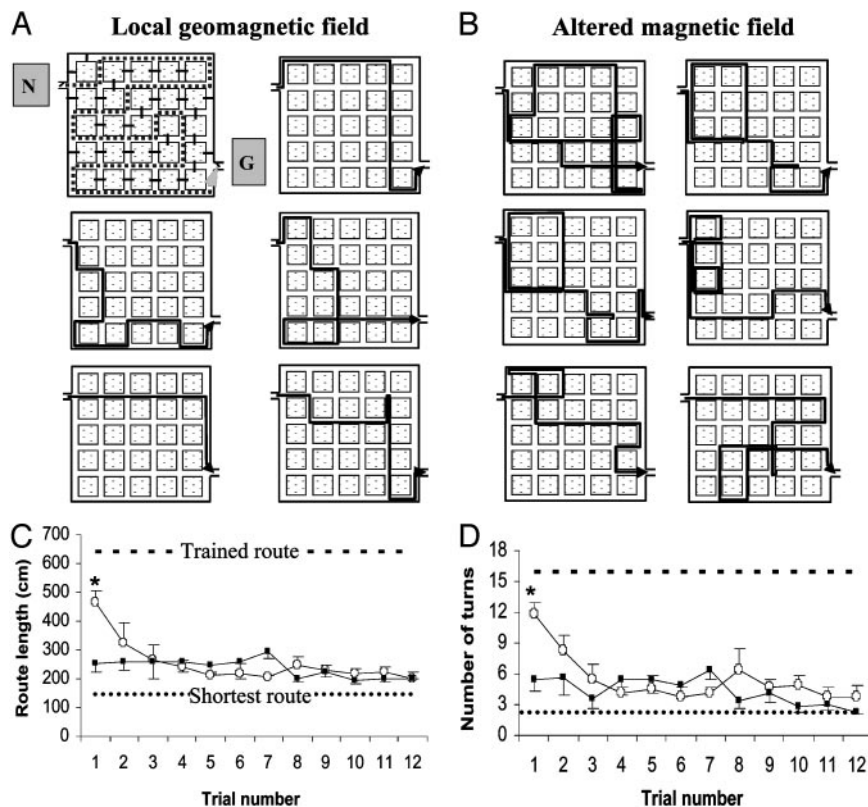 A Local geomagnetic field
B Altered magnetic field
N
G
C
Route length (cm)
700
600
500
400
300
200
100
0
Trained route
*
Shortest route
1 2 3 4 5 6 7 8 9 10 11 12
Trial number
D
Number of turns
18
15
12
9
6
3
0
*
1 2 3 4 5 6 7 8 9 10 11 12
Trial number